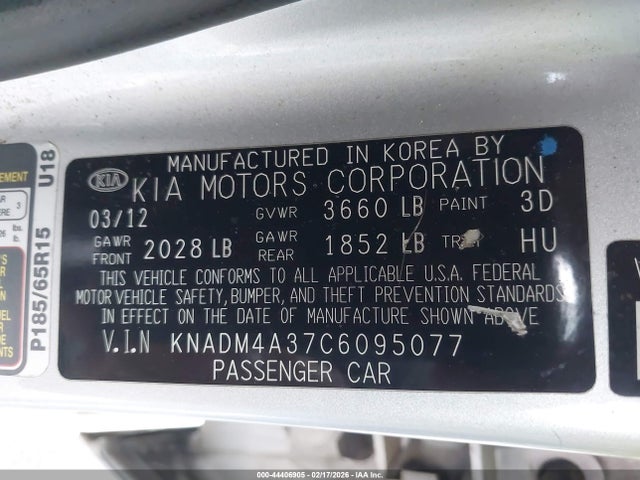 MANUFACTURED IN KOREA BY
KIA KIA MOTORS CORPORATION
03/12 GVWR 3660 LB PAINT 3D
GAWR FRONT 2028 LB GAWR REAR 1852 LB HU
THIS VEHICLE CONFORMS TO ALL APPLICABLE U.S.A. FEDERAL
MOTOR VEHICLE SAFETY, BUMPER, AND THEFT PREVENTION STANDARDS
IN EFFECT ON THE DATE OF MANUFACTURE SHOWN ABOVE
V.I.N KNADM4A37C6095077
PASSENGER CAR
P185/65R15 U18
000-44406905 - 02/17/2026 - IAAI.COM